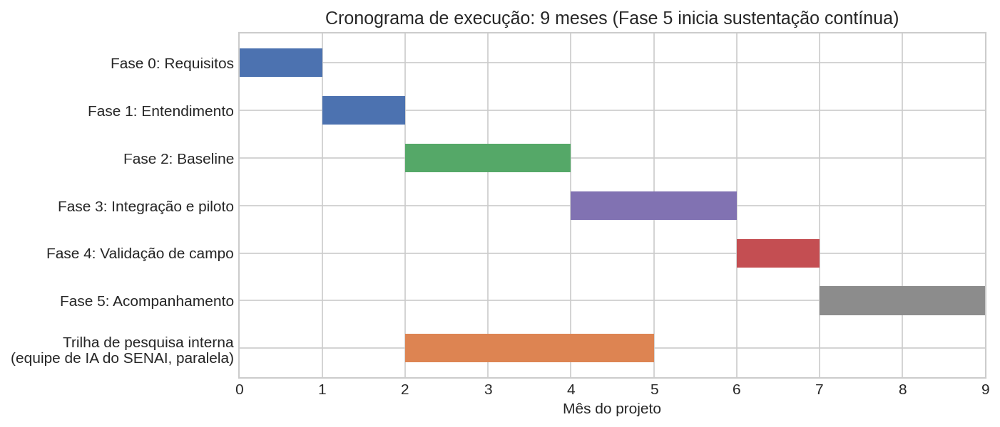 Cronograma de execução: 9 meses (Fase 5 inicia sustentação contínua)
Fase 0: Requisitos
Fase 1: Entendimento
Fase 2: Baseline
Fase 3: Integração e piloto
Fase 4: Validação de campo
Fase 5: Acompanhamento
Trilha de pesquisa interna
(equipe de IA do SENAI, paralela)
0 1 2 3 4 5 6 7 8 9
Mês do projeto